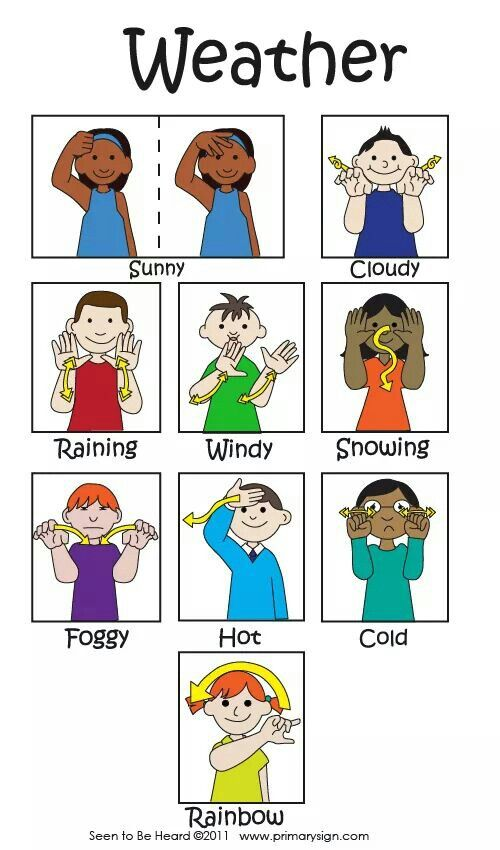 Weather
Sunny
Cloudy
Raining
Windy
Snowing
Foggy
Hot
Cold
Rainbow
Seen to Be Heard ©2011 www.primarysign.com